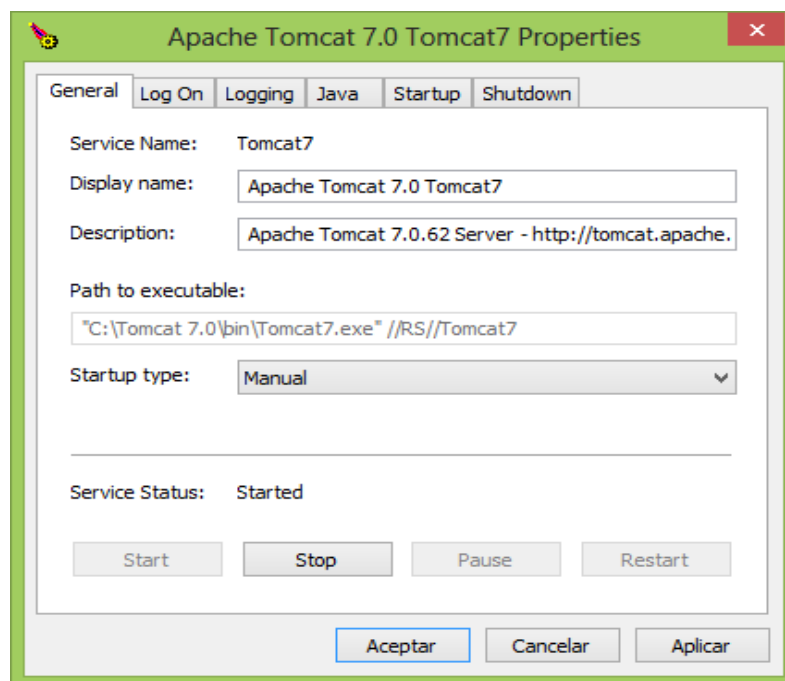 Apache Tomcat 7.0 Tomcat7 Properties
General Log On Logging Java Startup Shutdown
Service Name: Tomcat7
Display name: Apache Tomcat 7.0 Tomcat7
Description: Apache Tomcat 7.0.62 Server - http://tomcat.apache.
Path to executable:
"C:\Tomcat 7.0\bin\Tomcat7.exe" //RS//Tomcat7
Startup type: Manual
Service Status: Started
Start Stop Pause Restart
Aceptar Cancelar Aplicar